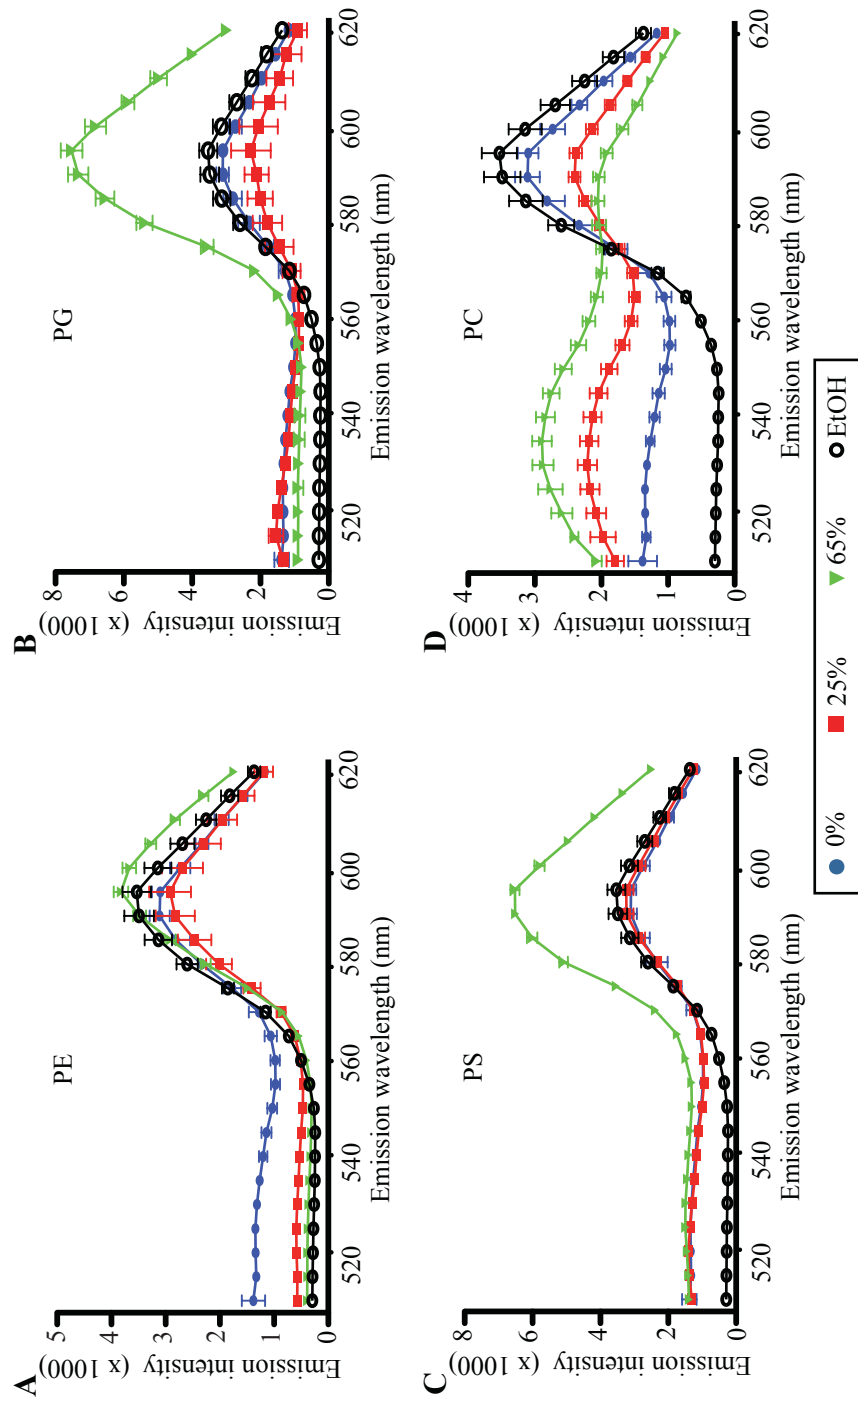 A
PE
5
4
3
2
1
0
Emission intensity (x 1000)
520
540
560
580
600
620
Emission wavelength (nm)
B
PG
8
6
4
2
0
Emission intensity (x 1000)
520
540
560
580
600
620
Emission wavelength (nm)
C
PS
8
6
4
2
0
Emission intensity (x 1000)
520
540
560
580
600
620
Emission wavelength (nm)
D
PC
4
3
2
1
0
Emission intensity (x 1000)
520
540
560
580
600
620
Emission wavelength (nm)
0% 25% 65% EtOH